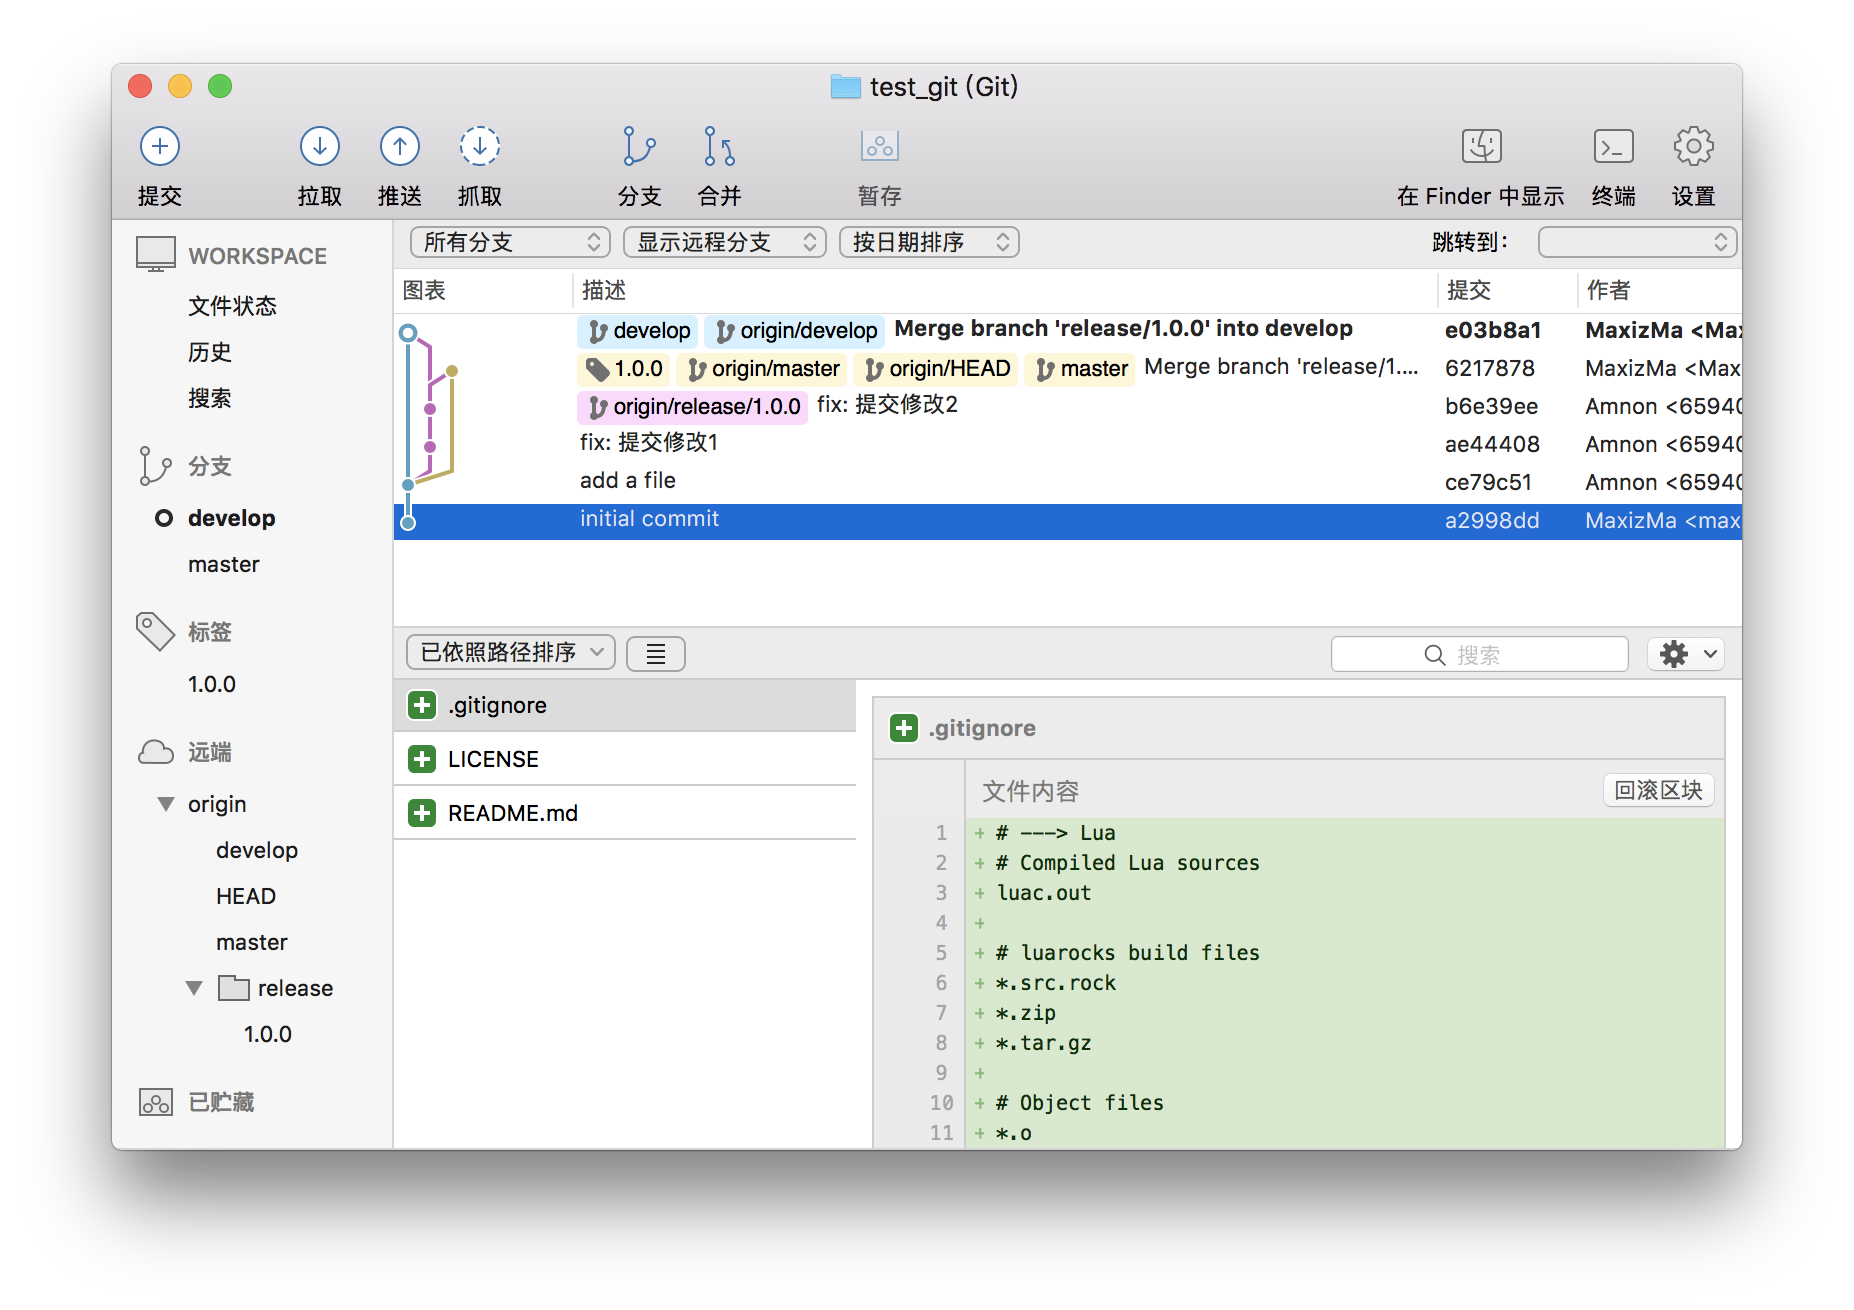 test_git (Git)
提交 拉取 推送 抓取 分支 合并 暂存 在 Finder 中显示 终端 设置
WORKSPACE
文件状态
历史
搜索
分支
develop
master
标签
1.0.0
远端
origin
develop
HEAD
master
release
1.0.0
已贮藏
所有分支 显示远程分支 按日期排序 跳转到：
图表 描述 提交 作者
develop origin/develop Merge branch 'release/1.0.0' into develop e03b8a1 MaxizMa <Max
1.0.0 origin/master origin/HEAD master Merge branch 'release/1.... 6217878 MaxizMa <Max
origin/release/1.0.0 fix: 提交修改2 b6e39ee Amnon <65940
fix: 提交修改1 ae44408 Amnon <65940
add a file ce79c51 Amnon <65940
initial commit a2998dd MaxizMa <max
已依照路径排序 搜索
.gitignore
LICENSE
README.md
.gitignore
文件内容 回滚区块
1 + # ---> Lua
2 + # Compiled Lua sources
3 + luac.out
4 +
5 + # luarocks build files
6 + *.src.rock
7 + *.zip
8 + *.tar.gz
9 +
10 + # Object files
11 + *.o